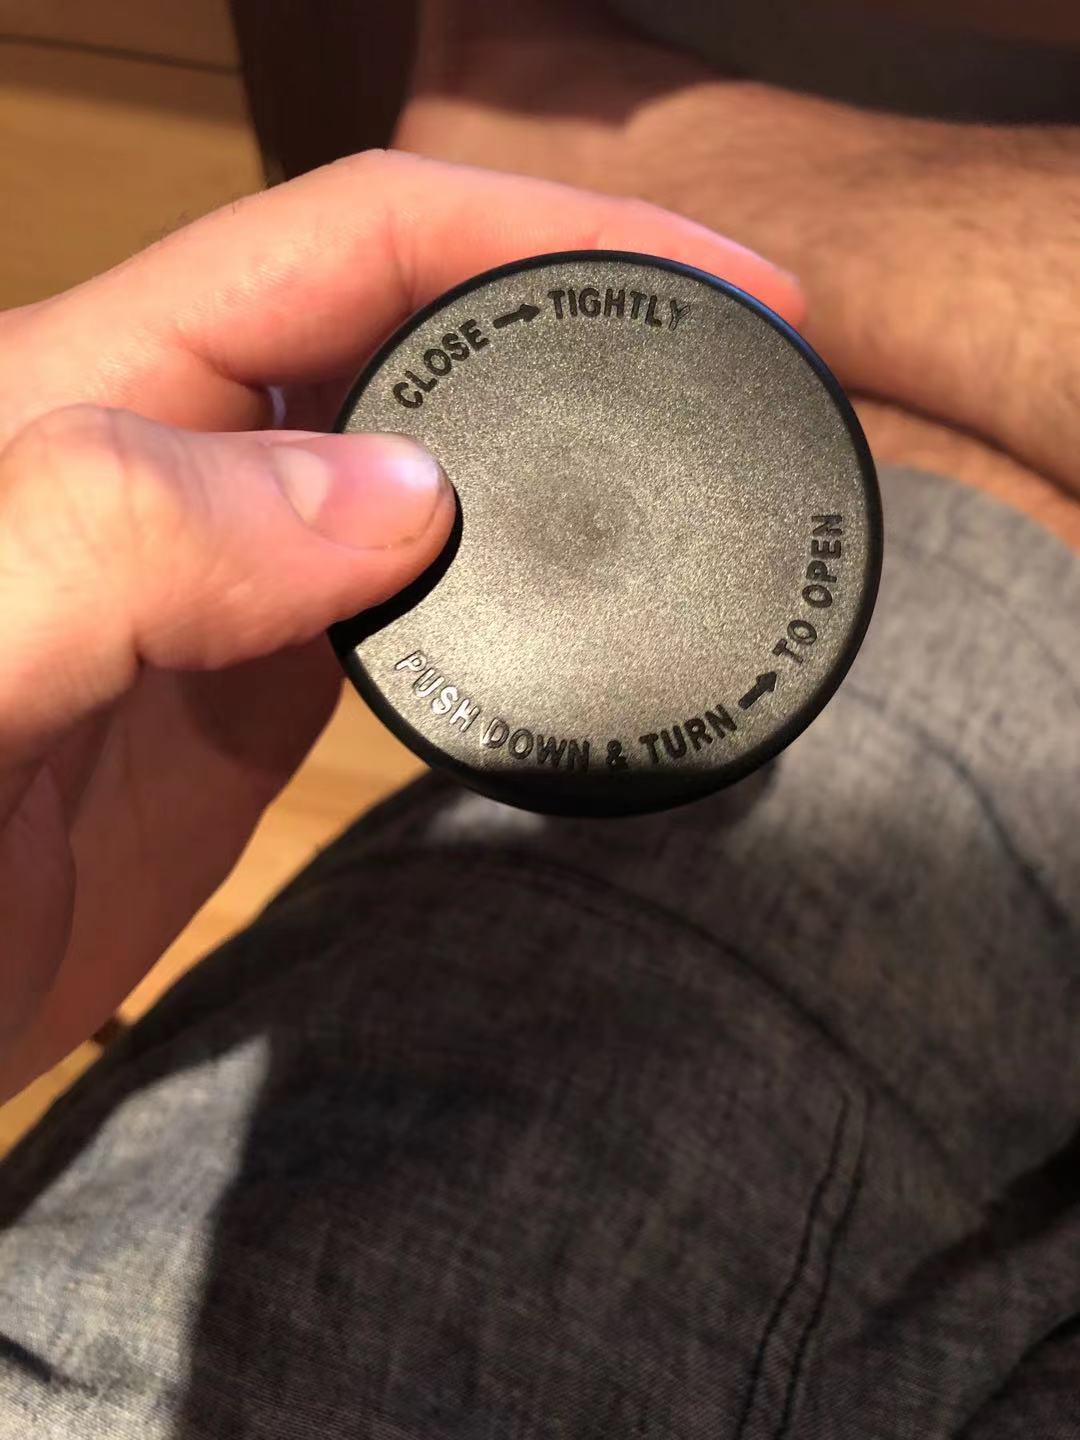 CLOSE → TIGHTLY
PUSH DOWN & TURN → TO OPEN